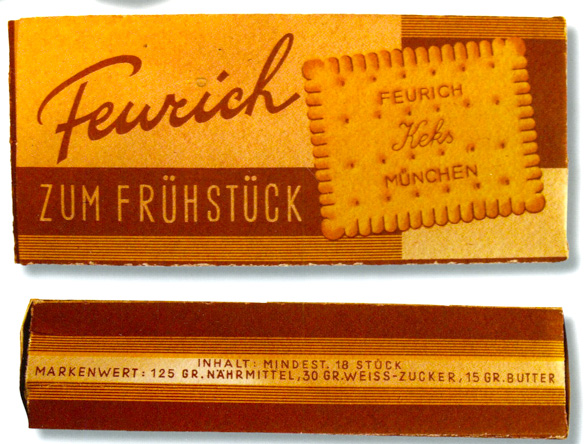 Feurich
ZUM FRÜHSTÜCK
FEURICH
Keks
MÜNCHEN
INHALT: MINDEST. 18 STÜCK
MARKENWERT: 125 GR. NÄHRMITTEL, 30 GR. WEISS-ZUCKER, 15 GR. BUTTER